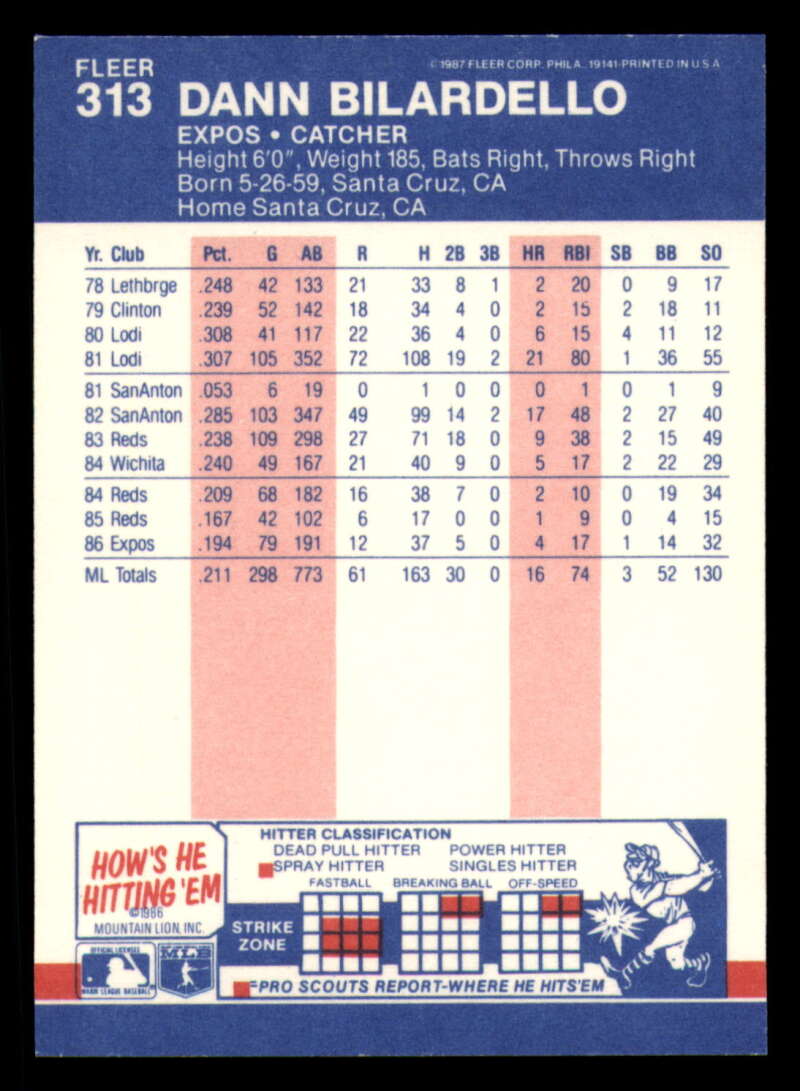 FLEER
© 1987 FLEER CORP. PHILA., 19141-PRINTED IN U S A
313 DANN BILARDELLO
EXPOS • CATCHER
Height 6'0", Weight 185, Bats Right, Throws Right
Born 5-26-59, Santa Cruz, CA
Home Santa Cruz, CA
Yr. Club Pct. G AB R H 2B 3B HR RBI SB BB SO
78 Lethbrge .248 42 133 21 33 8 1 2 20 0 9 17
79 Clinton .239 52 142 18 34 4 0 2 15 2 18 11
80 Lodi .308 41 117 22 36 4 0 6 15 4 11 12
81 Lodi .307 105 352 72 108 19 2 21 80 1 36 55
81 SanAnton .053 6 19 0 1 0 0 0 1 0 1 9
82 SanAnton .285 103 347 49 99 14 2 17 48 2 27 40
83 Reds .238 109 298 27 71 18 0 9 38 2 15 49
84 Wichita .240 49 167 21 40 9 0 5 17 2 22 29
84 Reds .209 68 182 16 38 7 0 2 10 0 19 34
85 Reds .167 42 102 6 17 0 0 1 9 0 4 15
86 Expos .194 79 191 12 37 5 0 4 17 1 14 32
ML Totals .211 298 773 61 163 30 0 16 74 3 52 130
HOW'S HE
HITTING 'EM
©1986
MOUNTAIN LION, INC.
OFFICIAL LICENSEE
MAJOR LEAGUE BASEBALL
MLB
HITTER CLASSIFICATION
DEAD PULL HITTER POWER HITTER
SPRAY HITTER SINGLES HITTER
FASTBALL BREAKING BALL OFF-SPEED
STRIKE
ZONE
=PRO SCOUTS REPORT-WHERE HE HITS'EM